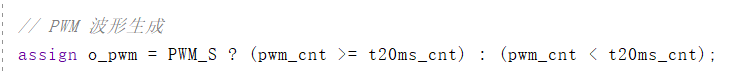 // PWM 波形生成
assign o_pwm = PWM_S ? (pwm_cnt >= t20ms_cnt) : (pwm_cnt < t20ms_cnt);